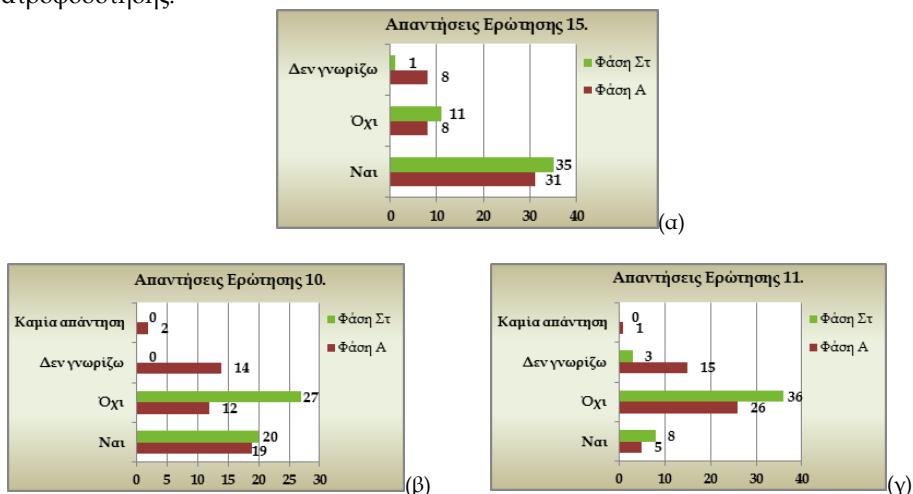 Απαντήσεις Ερώτησης 15.
Δεν γνωρίζω 1 8
Όχι 11 8
Ναι 35 31
0 10 20 30 40
Φάση Στ
Φάση Α
(α)
Απαντήσεις Ερώτησης 10.
Καμία απάντηση 0 2
Δεν γνωρίζω 0 14
Όχι 27 12
Ναι 20 19
0 5 10 15 20 25 30
Φάση Στ
Φάση Α
(β)
Απαντήσεις Ερώτησης 11.
Καμία απάντηση 0 1
Δεν γνωρίζω 3 15
Όχι 36 26
Ναι 8 5
0 10 20 30 40
Φάση Στ
Φάση Α
(γ)